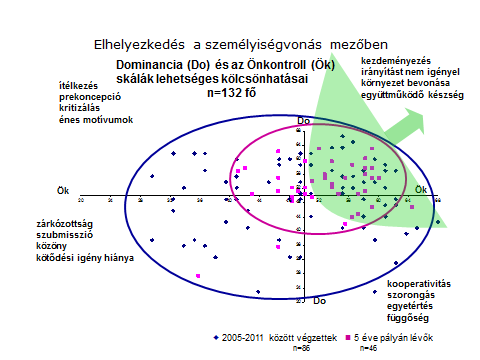 Elhelyezkedés a személyiségvonás mezőben
Dominancia (Do) és az Önkontroll (Ök)
skálák lehetséges kölcsönhatásai
n=132 fő
kezdeményezés
irányítást nem igényel
környezet bevonása
együttműködő készség
ítélkezés
prekoncepció
kritizálás
énes motivumok
Do
Ök
Ök
zárkózottság
szubmisszió
közöny
kötődési igény hiánya
kooperativitás
szorongás
egyetértés
függőség
Do
2005-2011 között végzettek
n=86
5 éve pályán lévők
n=46